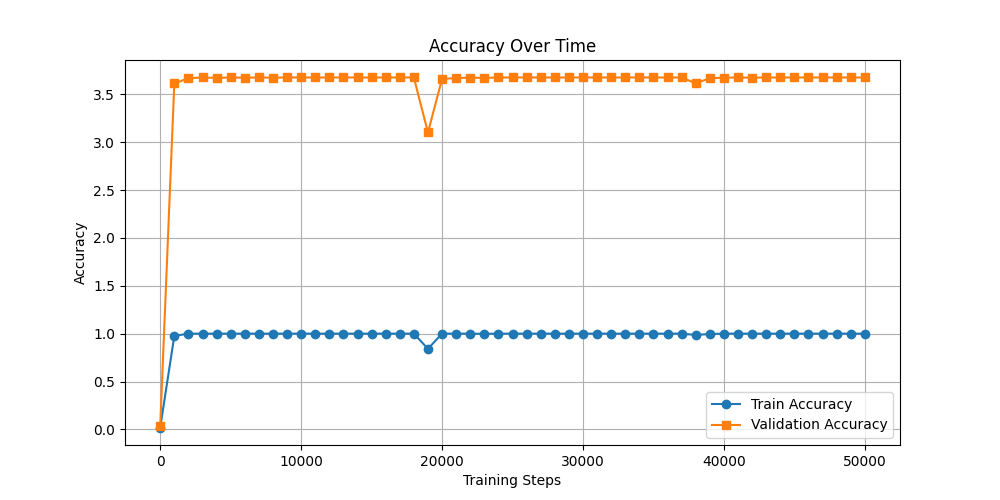 Accuracy Over Time
Accuracy
3.5
3.0
2.5
2.0
1.5
1.0
0.5
0.0
0
10000
20000
30000
40000
50000
Training Steps
Train Accuracy
Validation Accuracy